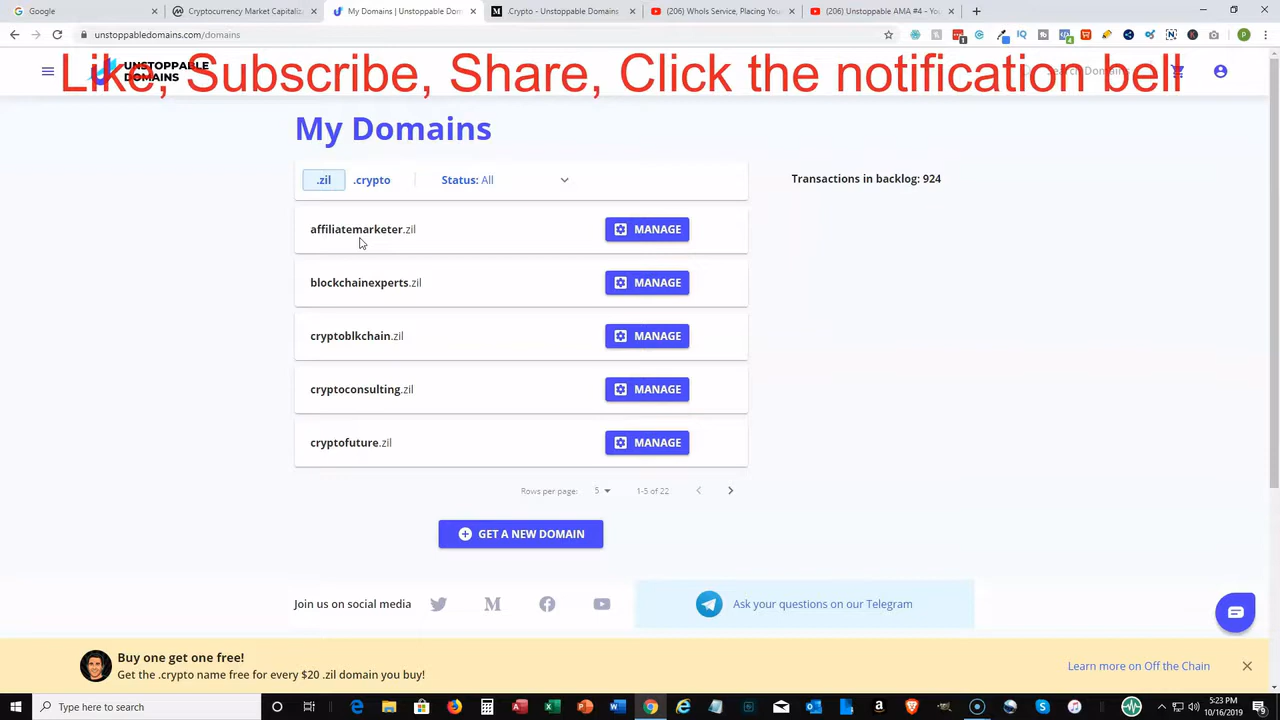 Google
Cryptocurrency Market Capitaliz
My Domains | Unstoppable Dom
.Crypto - Unstoppable Domains
(206) WhoIs Service, Placing You
(206) Unstoppable AMA #4 - Yo
unstoppabledomains.com/domains
Like, Subscribe, Share, Click the notification bell
UNSTOPPABLE
DOMAINS
My Domains
.zil
.crypto
Status: All
Transactions in backlog: 924
affiliatemarketer.zil
MANAGE
blockchainexperts.zil
MANAGE
cryptoblkchain.zil
MANAGE
cryptoconsulting.zil
MANAGE
cryptofuture.zil
MANAGE
Rows per page: 5 1-5 of 22
GET A NEW DOMAIN
Join us on social media
Ask your questions on our Telegram
Buy one get one free!
Get the .crypto name free for every $20 .zil domain you buy!
Learn more on Off the Chain
Type here to search
5:23 PM
10/16/2019